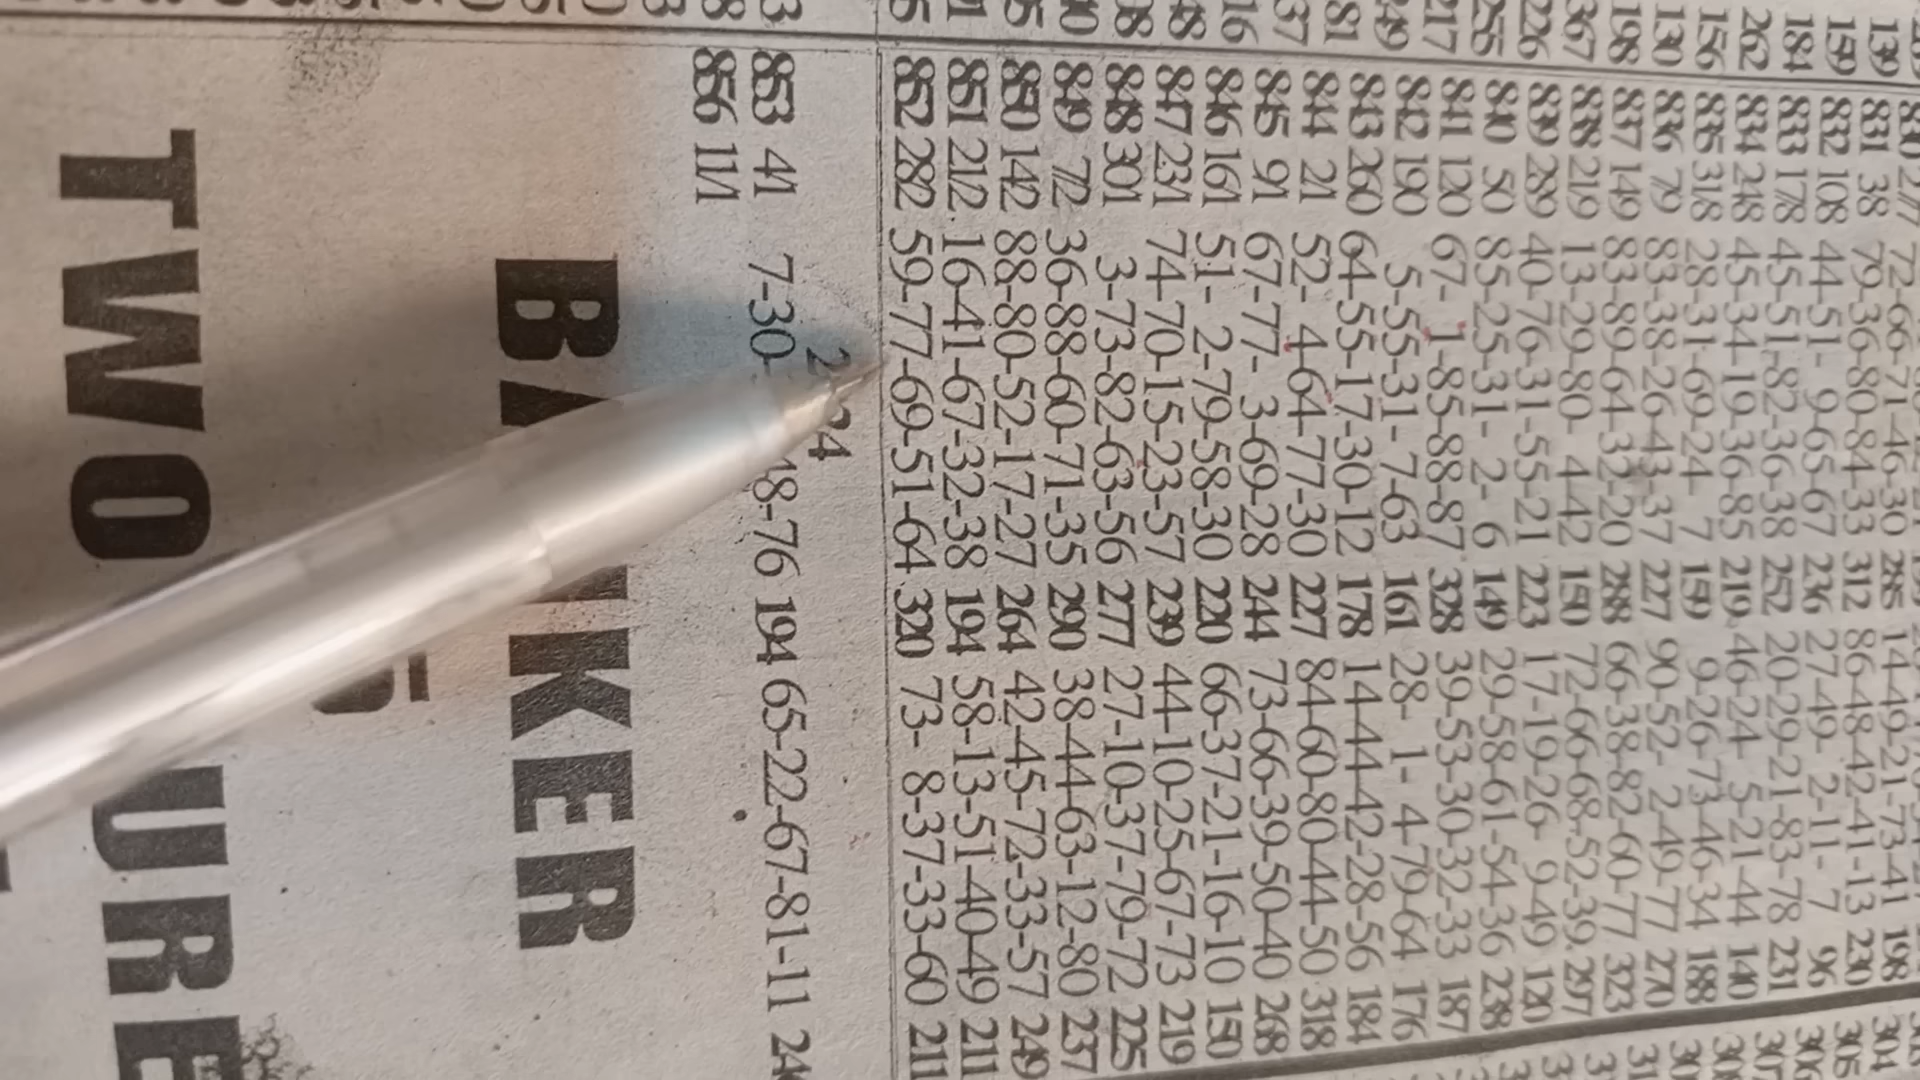 830 277 72-66-71-46-30 285 14-49-21-73-41 198
831 38 79-36-80-84-33 312 86-48-42-41-13 230
832 108 44-51- 9-65-67 236 27-49- 2-11- 7 96
833 178 45-51-82-36-38 252 20-29-21-83-78 231
834 248 45-34-19-36-85 219 46-24- 5-21-44 140
835 318 28-31-69-24- 7 159 9-26-73-46-34 188
836 79 83-38-26-43-37 227 90-52- 2-49-77 270
837 149 83-89-64-32-20 288 66-38-82-60-77 323
838 219 13-29-80- 4-42 150 72-66-68-52-39 297
839 289 40-76-31-55-21 223 17-19-26- 9-49 120
840 50 85-25-31- 2- 6 149 29-58-61-54-36 238
841 120 67- 1-85-88-87 328 39-53-30-32-33 187
842 190 5-55-31- 7-63 161 28- 1- 4-79-64 176
843 260 64-55-17-30-12 178 14-44-42-28-56 184
844 21 52- 4-64-77-30 227 84-60-80-44-50 318
845 91 67-77- 3-69-28 244 73-66-39-50-40 268
846 161 51- 2-79-58-30 220 66-37-21-16-10 150
847 231 74-70-15-23-57 239 44-10-25-67-73 219
848 301 3-73-82-63-56 277 27-10-37-79-72 225
849 72 36-88-60-71-35 290 38-44-63-12-80 237
850 142 88-80-52-17-27 264 42-45-72-33-57 249
851 212 16-41-67-32-38 194 58-13-51-40-49 211
852 282 59-77-69-51-64 320 73- 8-37-33-60 211
853 41 7-30- 76 194 65-22-67-81-11
856 111
BANKER
TWO